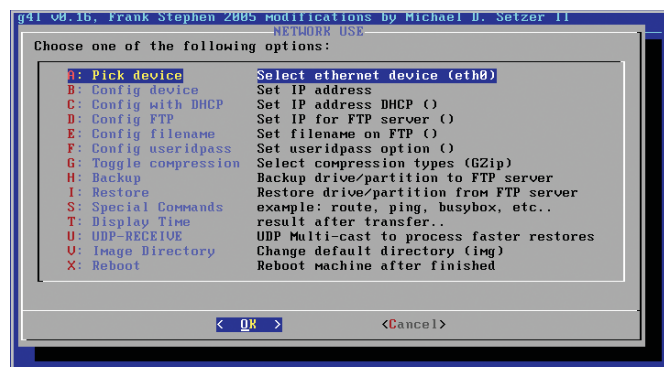 g4l v0.16, Frank Stephen 2005 modifications by Michael D. Setzer II
NETWORK USE
Choose one of the following options:
A: Pick device Select ethernet device (eth0)
B: Config device Set IP address
C: Config with DHCP Set IP address DHCP ()
D: Config FTP Set IP for FTP server ()
E: Config filename Set filename on FTP ()
F: Config useridpass Set useridpass option ()
G: Toggle compression Select compression types (GZip)
H: Backup Backup drive/partition to FTP server
I: Restore Restore drive/partition from FTP server
S: Special Commands example: route, ping, busybox, etc..
T: Display Time result after transfer..
U: UDP-RECEIVE UDP Multi-cast to process faster restores
V: Image Directory Change default directory (img)
X: Reboot Reboot machine after finished
< OK > <Cancel>